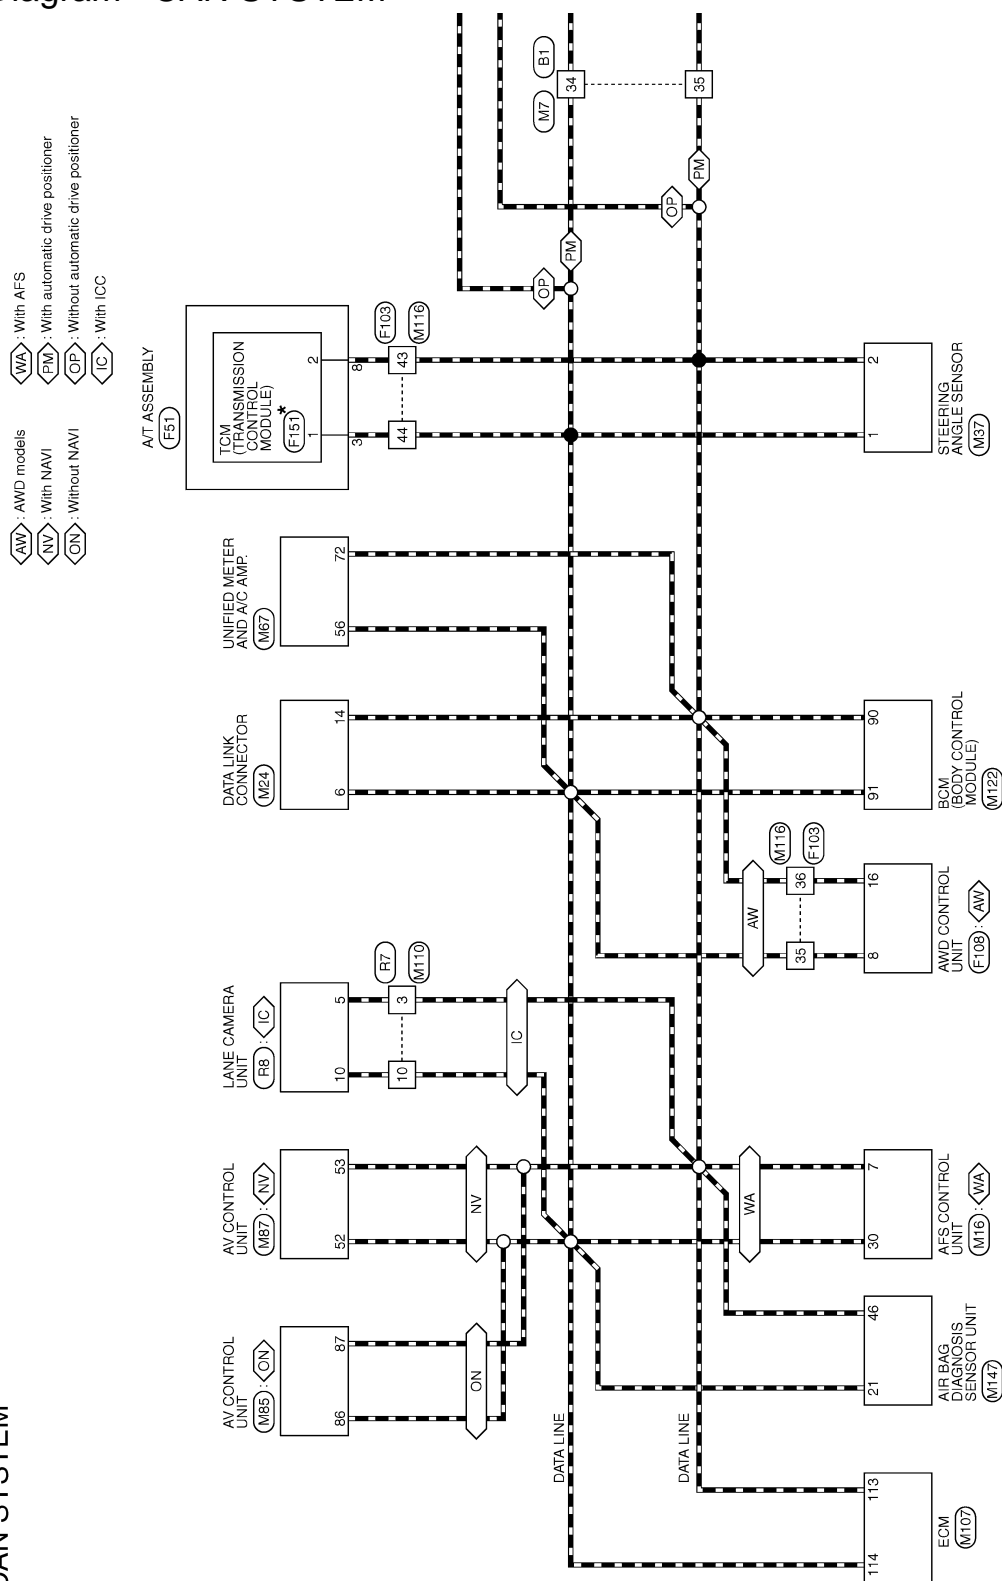 Diagram - CAN SYSTEM
CAN SYSTEM
AW : AWD models
NV : With NAVI
ON : Without NAVI
WA : With AFS
PM : With automatic drive positioner
OP : Without automatic drive positioner
IC : With ICC
AV CONTROL
UNIT
M85 : ON
86
87
ON
AV CONTROL
UNIT
M87 : NV
52
53
NV
LANE CAMERA
UNIT
R8 : IC
10
5
10
3
R7
M110
IC
DATA LINK
CONNECTOR
M24
6
14
UNIFIED METER
AND A/C AMP.
M67
56
72
A/T ASSEMBLY
F51
TCM
(TRANSMISSION
CONTROL
MODULE)
F151
*
1
2
3
8
44
43
F103
M116
OP
PM
OP
PM
M7
B1
34
35
DATA LINE
DATA LINE
114
113
ECM
M107
21
46
AIR BAG
DIAGNOSIS
SENSOR UNIT
M147
WA
30
7
AFS CONTROL
UNIT
M16 : WA
AW
35
36
M116
F103
8
16
AWD CONTROL
UNIT
F108 : AW
91
90
BCM
(BODY CONTROL
MODULE)
M122
1
2
STEERING
ANGLE SENSOR
M37